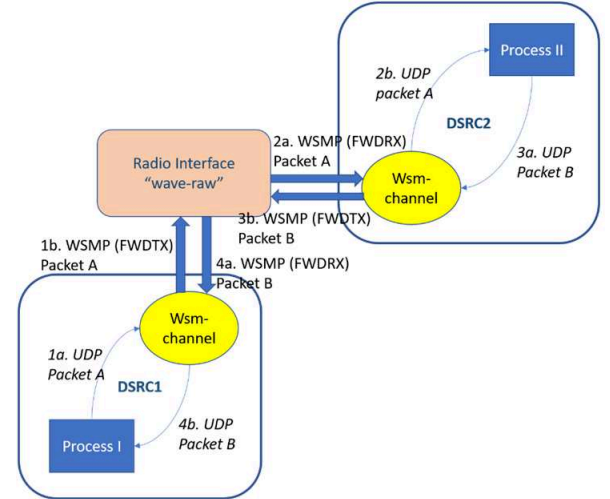 Process II
2b. UDP
packet A
DSRC2
3a. UDP
Packet B
Wsm-
channel
Radio Interface
“wave-raw”
2a. WSMP (FWDRX)
Packet A
3b. WSMP (FWDTX)
Packet B
1b. WSMP (FWDTX)
Packet A
4a. WSMP (FWDRX)
Packet B
Wsm-
channel
1a. UDP
Packet A
DSRC1
4b. UDP
Packet B
Process I